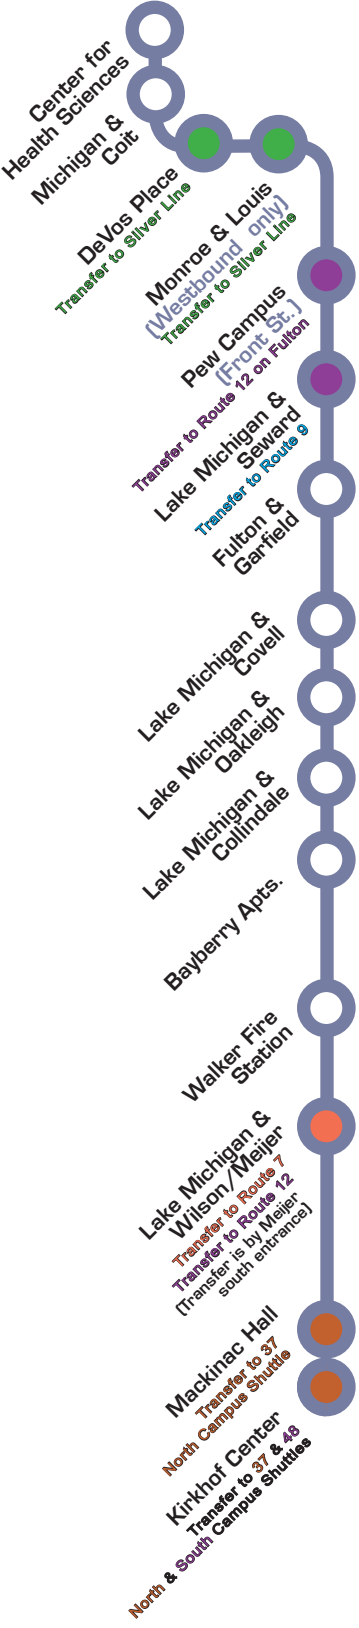 Center for
Health Sciences
Michigan &
Coit
DeVos Place
Transfer to Silver Line
Monroe & Louis
(Westbound only)
Transfer to Silver Line
Pew Campus
(Front St.)
Transfer to Route 12 on Fulton
Lake Michigan &
Seward
Transfer to Route 9
Fulton &
Garfield
Lake Michigan &
Covell
Lake Michigan &
Oakleigh
Lake Michigan &
Collindale
Bayberry Apts.
Walker Fire
Station
Lake Michigan &
Wilson/Meijer
Transfer to Route 7
Transfer to Route 12
(Transfer is by Meijer
south entrance)
Mackinac Hall
Transfer to 37
North Campus Shuttle
Kirkhof Center
Transfer to 37 & 48
North & South Campus Shuttles